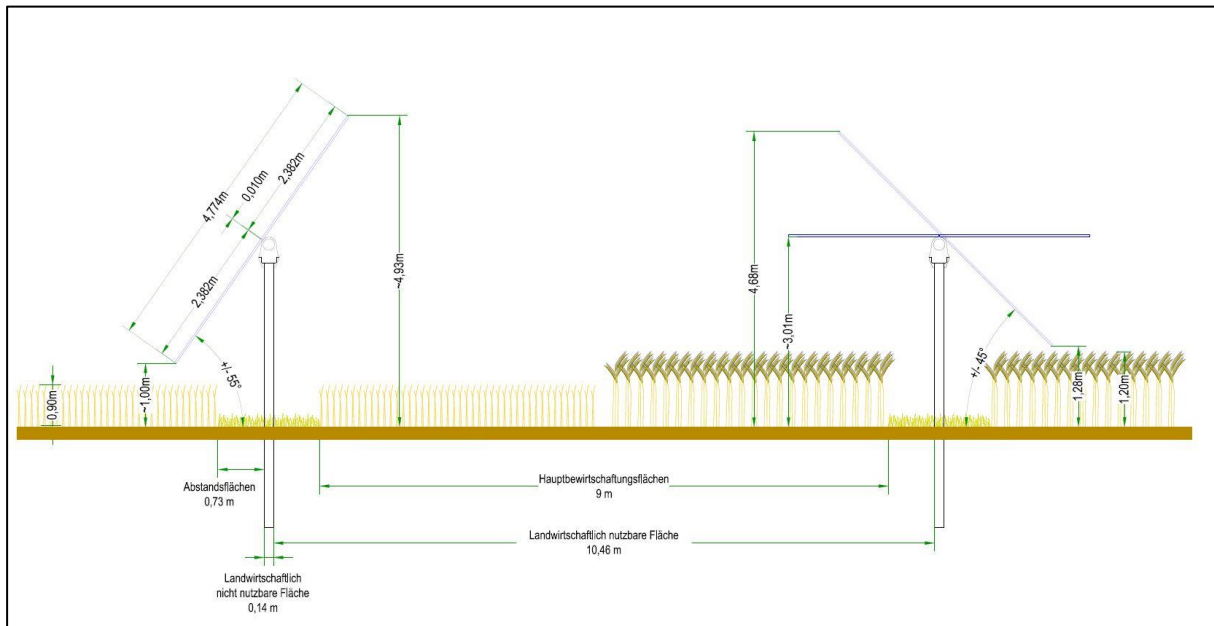 4,774m
0,010m
2,382m
2,382m
+/- 55°
0,90m
~1,00m
~4,93m
4,68m
~3,01m
+/- 45°
1,28m
1,20m
Abstandsflächen
0,73 m
Hauptbewirtschaftungsflächen
9 m
Landwirtschaftlich nutzbare Fläche
10,46 m
Landwirtschaftlich
nicht nutzbare Fläche
0,14 m